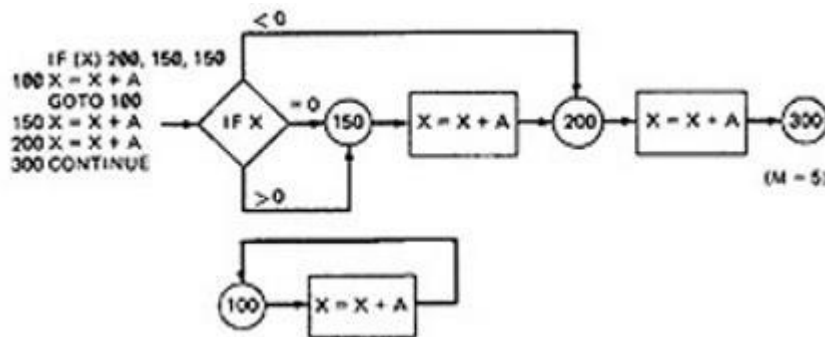 IF (X) 200, 150, 150
100 X = X + A
GOTO 100
150 X = X + A
200 X = X + A
300 CONTINUE
< 0
IF X
= 0
150
X = X + A
200
X = X + A
300
> 0
(M = 5)
100
X = X + A